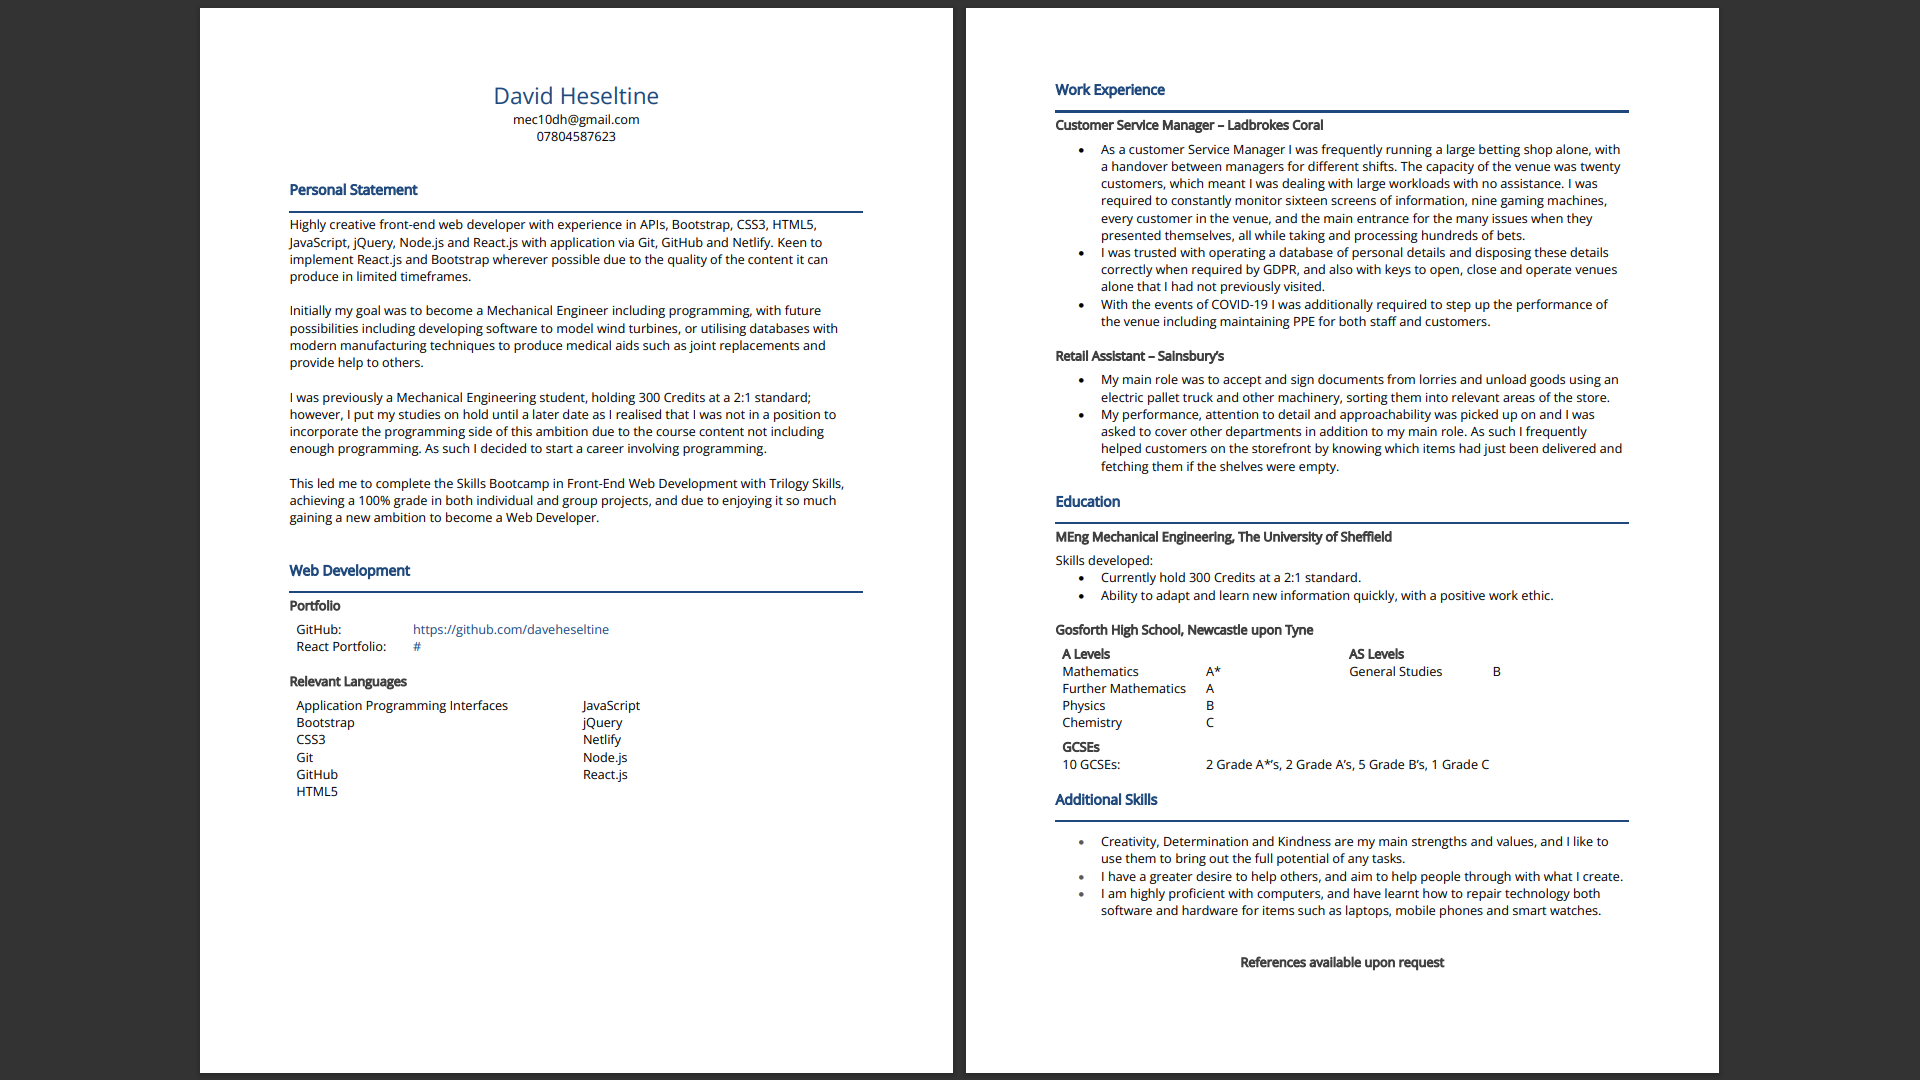 David Heseltine
mec10dh@gmail.com
07804587623
Personal Statement
Highly creative front-end web developer with experience in APIs, Bootstrap, CSS3, HTML5,
JavaScript, jQuery, Node.js and React.js with application via Git, GitHub and Netlify. Keen to
implement React.js and Bootstrap wherever possible due to the quality of the content it can
produce in limited timeframes.
Initially my goal was to become a Mechanical Engineer including programming, with future
possibilities including developing software to model wind turbines, or utilising databases with
modern manufacturing techniques to produce medical aids such as joint replacements and
provide help to others.
I was previously a Mechanical Engineering student, holding 300 Credits at a 2:1 standard;
however, I put my studies on hold until a later date as I realised that I was not in a position to
incorporate the programming side of this ambition due to the course content not including
enough programming. As such I decided to start a career involving programming.
This led me to complete the Skills Bootcamp in Front-End Web Development with Trilogy Skills,
achieving a 100% grade in both individual and group projects, and due to enjoying it so much
gaining a new ambition to become a Web Developer.
Web Development
Portfolio
GitHub: https://github.com/daveheseltine
React Portfolio: #
Relevant Languages
Application Programming Interfaces JavaScript
Bootstrap jQuery
CSS3 Netlify
Git Node.js
GitHub React.js
HTML5
Work Experience
Customer Service Manager – Ladbrokes Coral
• As a customer Service Manager I was frequently running a large betting shop alone, with
a handover between managers for different shifts. The capacity of the venue was twenty
customers, which meant I was dealing with large workloads with no assistance. I was
required to constantly monitor sixteen screens of information, nine gaming machines,
every customer in the venue, and the main entrance for the many issues when they
presented themselves, all while taking and processing hundreds of bets.
• I was trusted with operating a database of personal details and disposing these details
correctly when required by GDPR, and also with keys to open, close and operate venues
alone that I had not previously visited.
• With the events of COVID-19 I was additionally required to step up the performance of
the venue including maintaining PPE for both staff and customers.
Retail Assistant – Sainsbury's
• My main role was to accept and sign documents from lorries and unload goods using an
electric pallet truck and other machinery, sorting them into relevant areas of the store.
• My performance, attention to detail and approachability was picked up on and I was
asked to cover other departments in addition to my main role. As such I frequently
helped customers on the storefront by knowing which items had just been delivered and
fetching them if the shelves were empty.
Education
MEng Mechanical Engineering, The University of Sheffield
Skills developed:
• Currently hold 300 Credits at a 2:1 standard.
• Ability to adapt and learn new information quickly, with a positive work ethic.
Gosforth High School, Newcastle upon Tyne
A Levels AS Levels
Mathematics A* General Studies B
Further Mathematics A
Physics B
Chemistry C
GCSEs
10 GCSEs: 2 Grade A*'s, 2 Grade A's, 5 Grade B's, 1 Grade C
Additional Skills
• Creativity, Determination and Kindness are my main strengths and values, and I like to
use them to bring out the full potential of any tasks.
• I have a greater desire to help others, and aim to help people through with what I create.
• I am highly proficient with computers, and have learnt how to repair technology both
software and hardware for items such as laptops, mobile phones and smart watches.
References available upon request